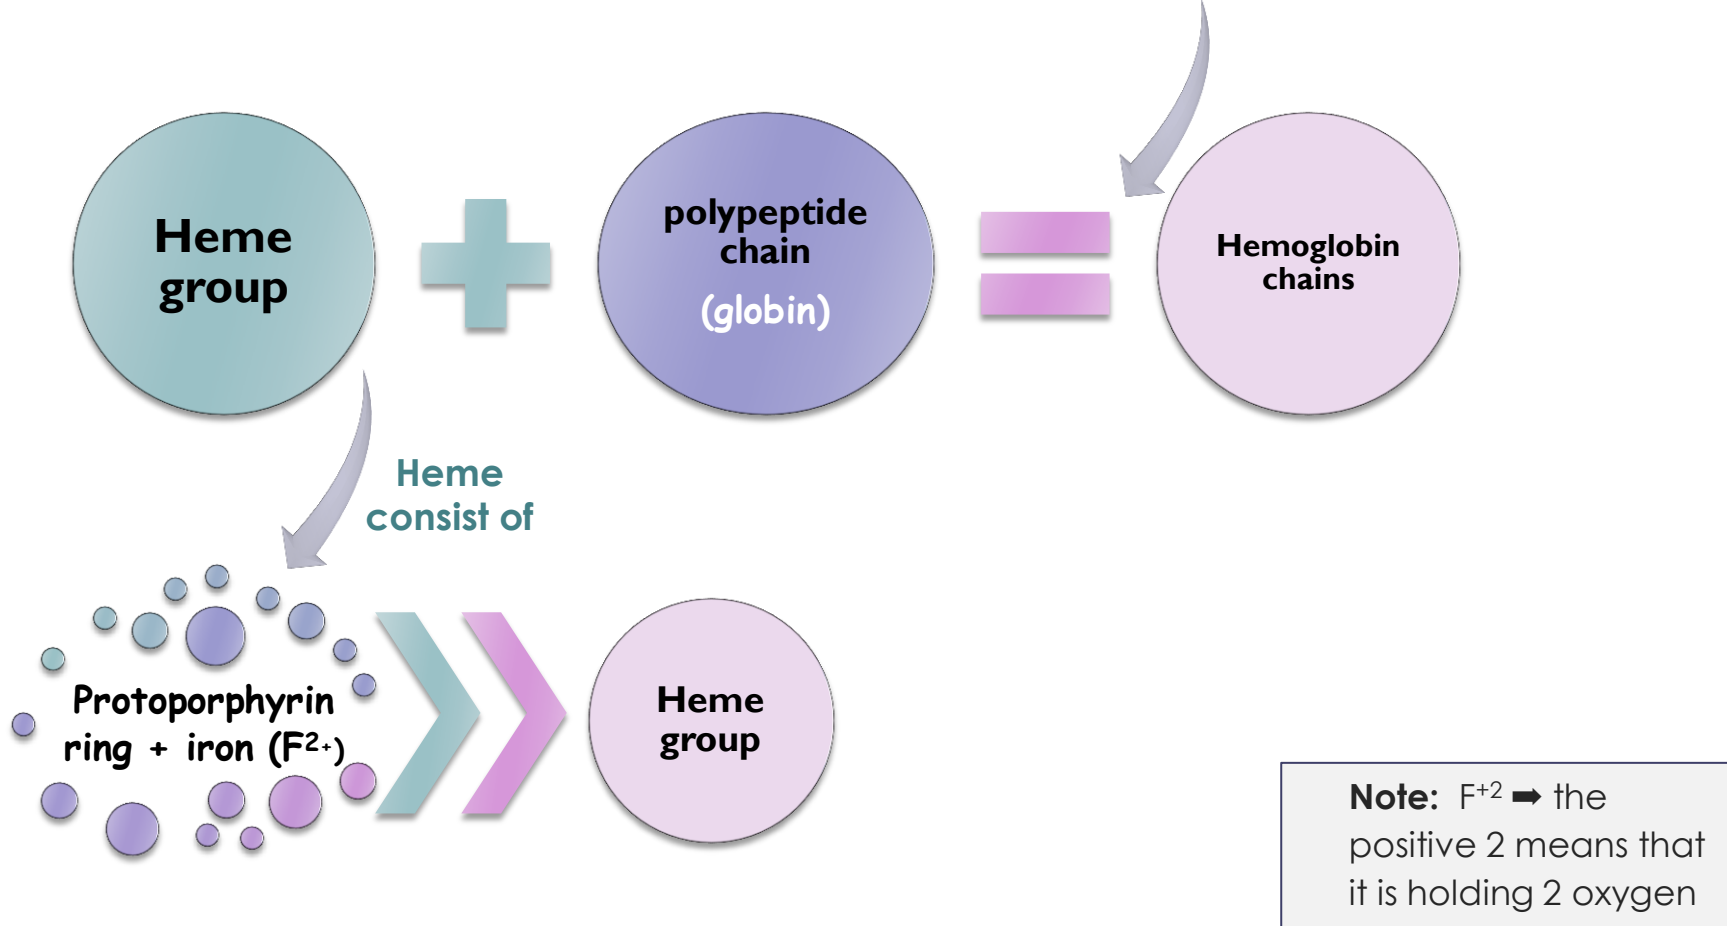 Heme
group
polypeptide
chain
(globin)
Hemoglobin
chains
Heme
consist of
Protoporphyrin
ring + iron (F²⁺)
Heme
group
Note: F⁺² ➡ the
positive 2 means that
it is holding 2 oxygen